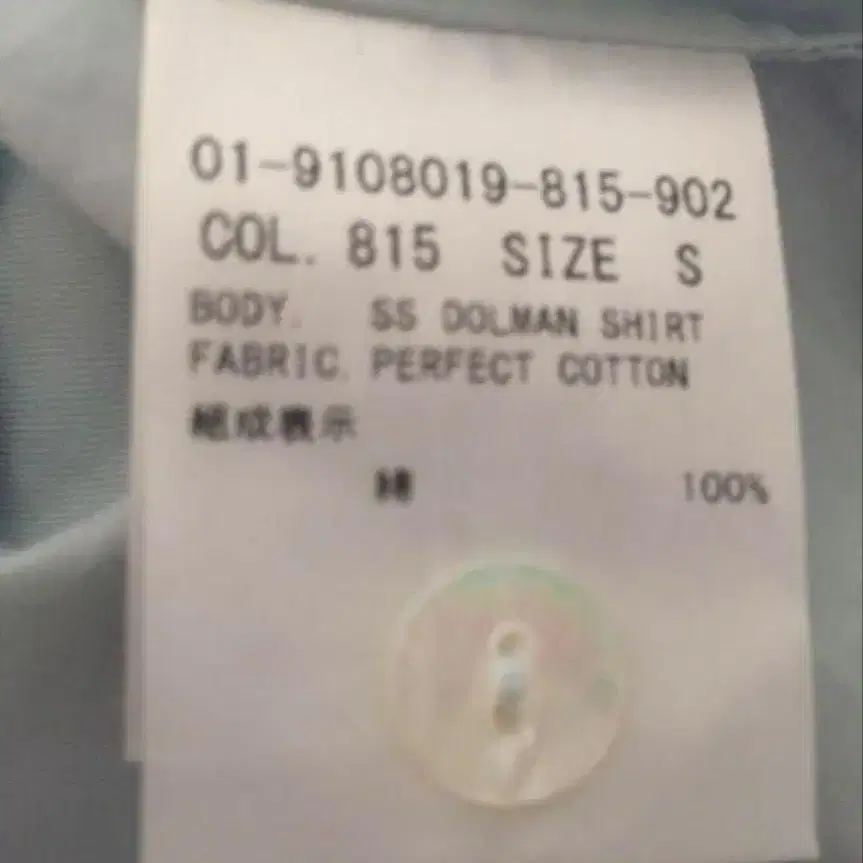 01-9108019-815-902
COL. 815 SIZE S
BODY. SS DOLMAN SHIRT
FABRIC. PERFECT COTTON
組成表示
綿 100%